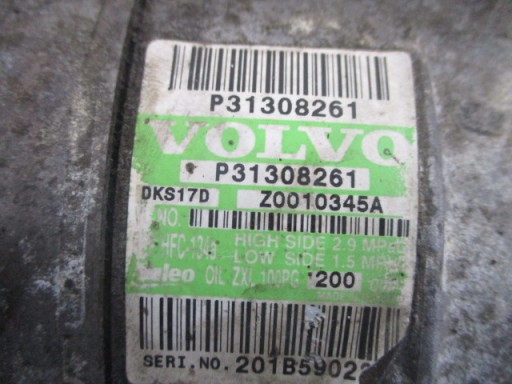 P31308261
VOLVO
P31308261
DKS17D Z0010345A
NO.
HFC-134a HIGH SIDE 2.9 MPa
LOW SIDE 1.5
Valeo OIL ZXL 100PG 200
SERI.NO. 201B5902